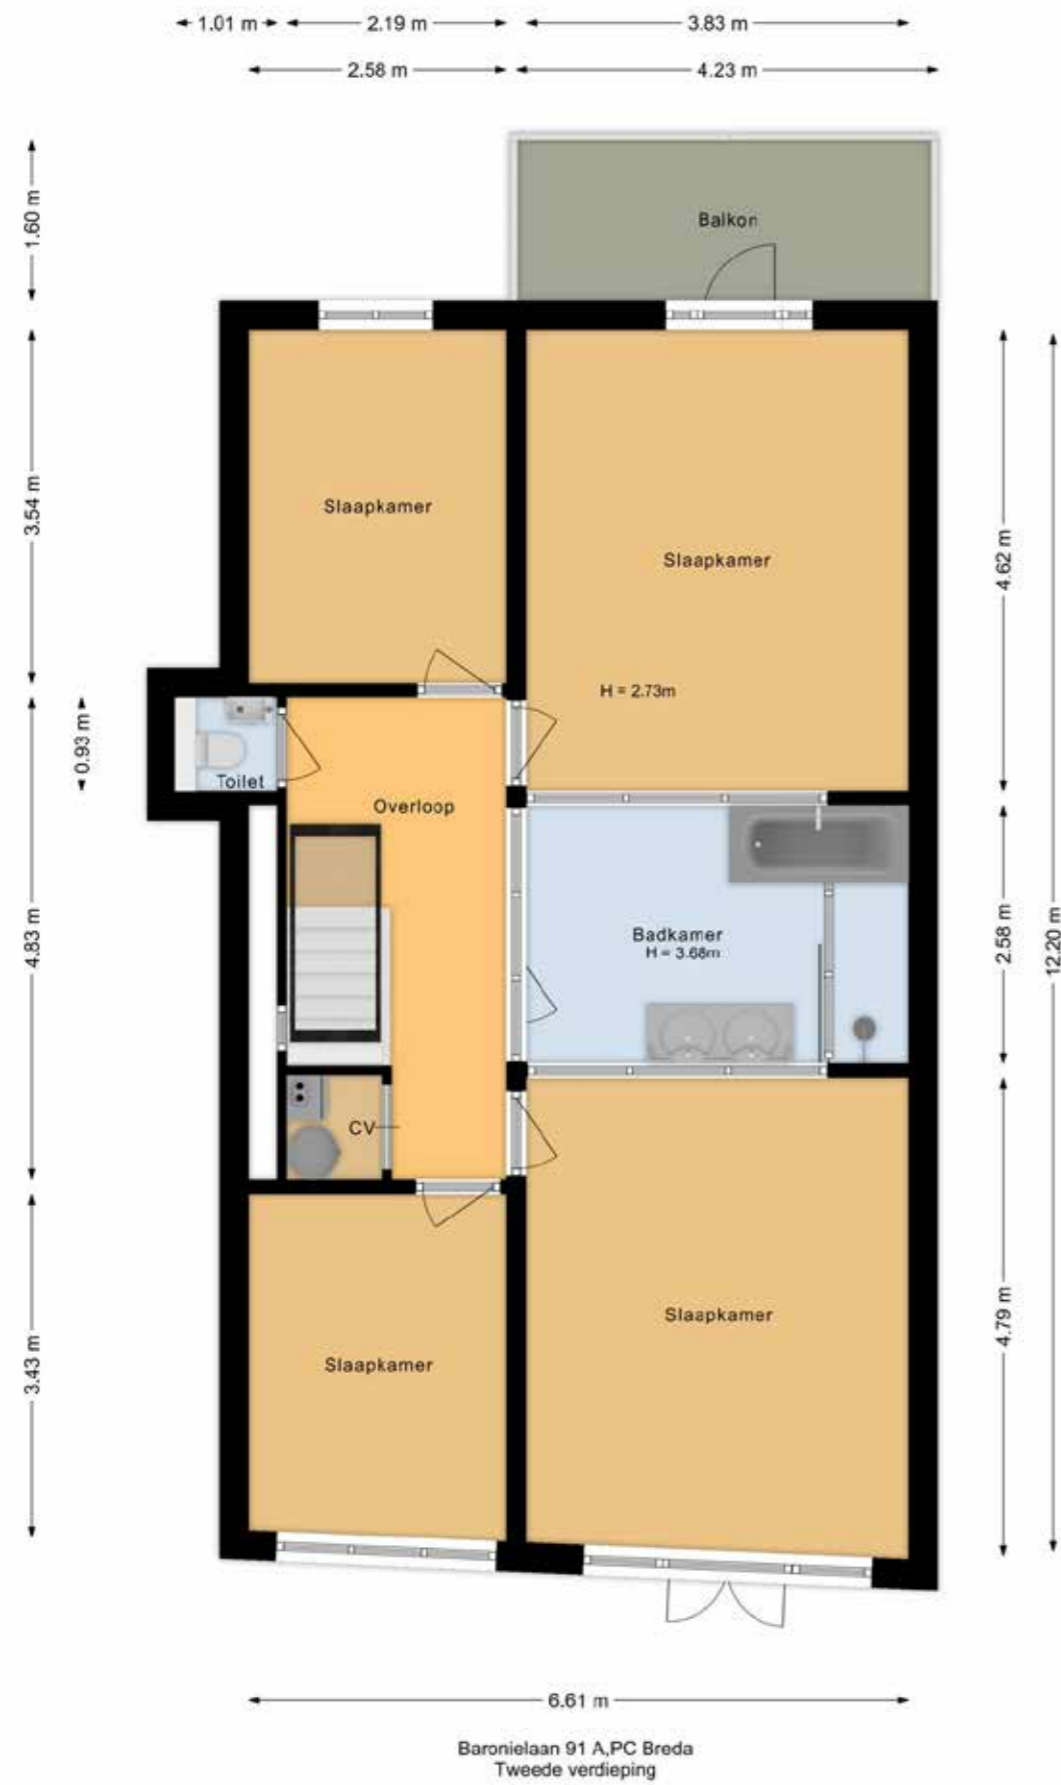 1.01 m 2.19 m 3.83 m
2.58 m 4.23 m
1.60 m
Balkon
3.54 m
Slaapkamer
Slaapkamer
4.62 m
H = 2.73m
0.93 m
Toilet
Overloop
4.83 m
Badkamer
H = 3.68m
2.58 m
12.20 m
CV
Slaapkamer
4.79 m
Slaapkamer
3.43 m
6.61 m
Baronielaan 91 A,PC Breda
Tweede verdieping